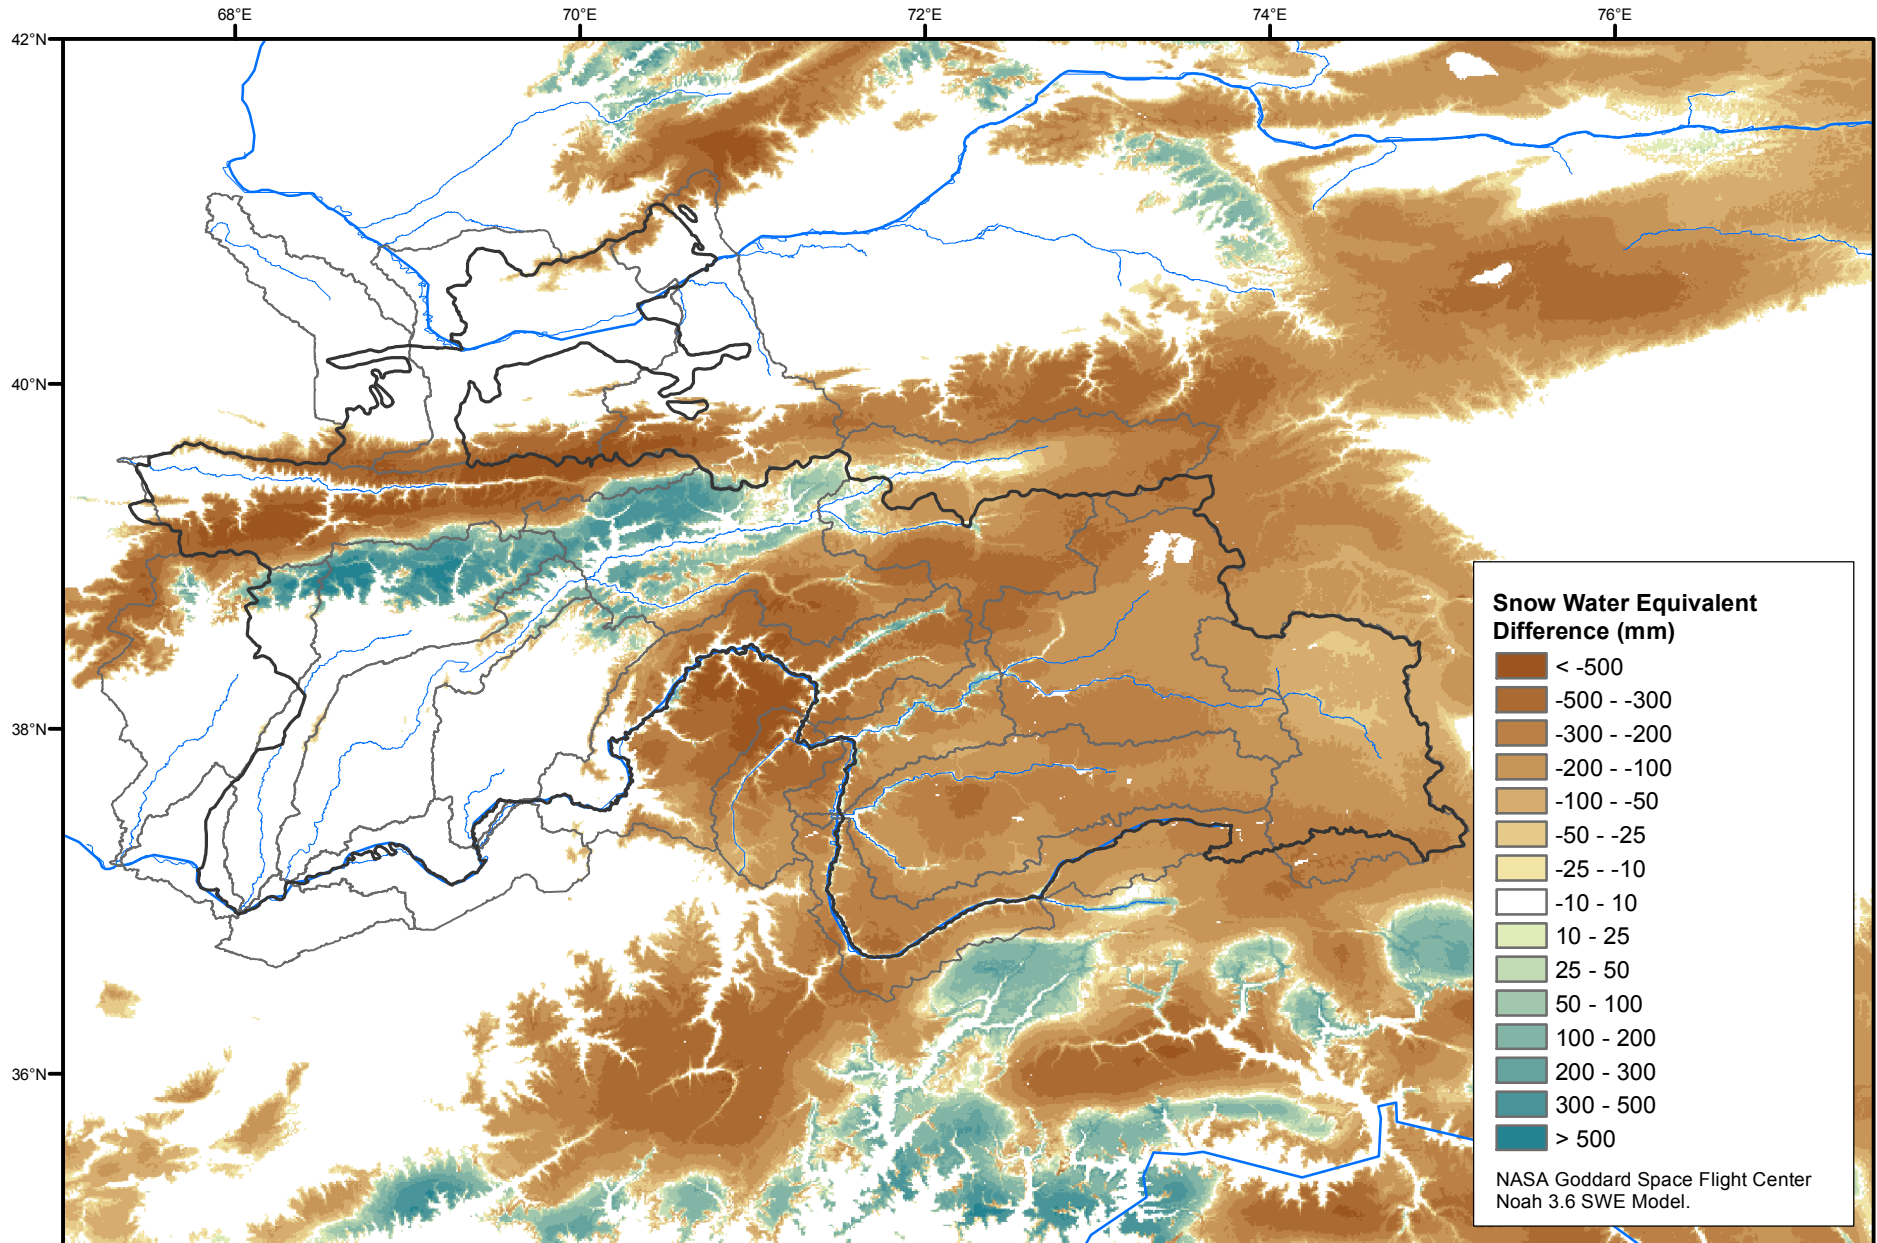 68°E 70°E 72°E 74°E 76°E
42°N
40°N
38°N
36°N
Snow Water Equivalent
Difference (mm)
< -500
-500 - -300
-300 - -200
-200 - -100
-100 - -50
-50 - -25
-25 - -10
-10 - 10
10 - 25
25 - 50
50 - 100
100 - 200
200 - 300
300 - 500
> 500
NASA Goddard Space Flight Center
Noah 3.6 SWE Model.